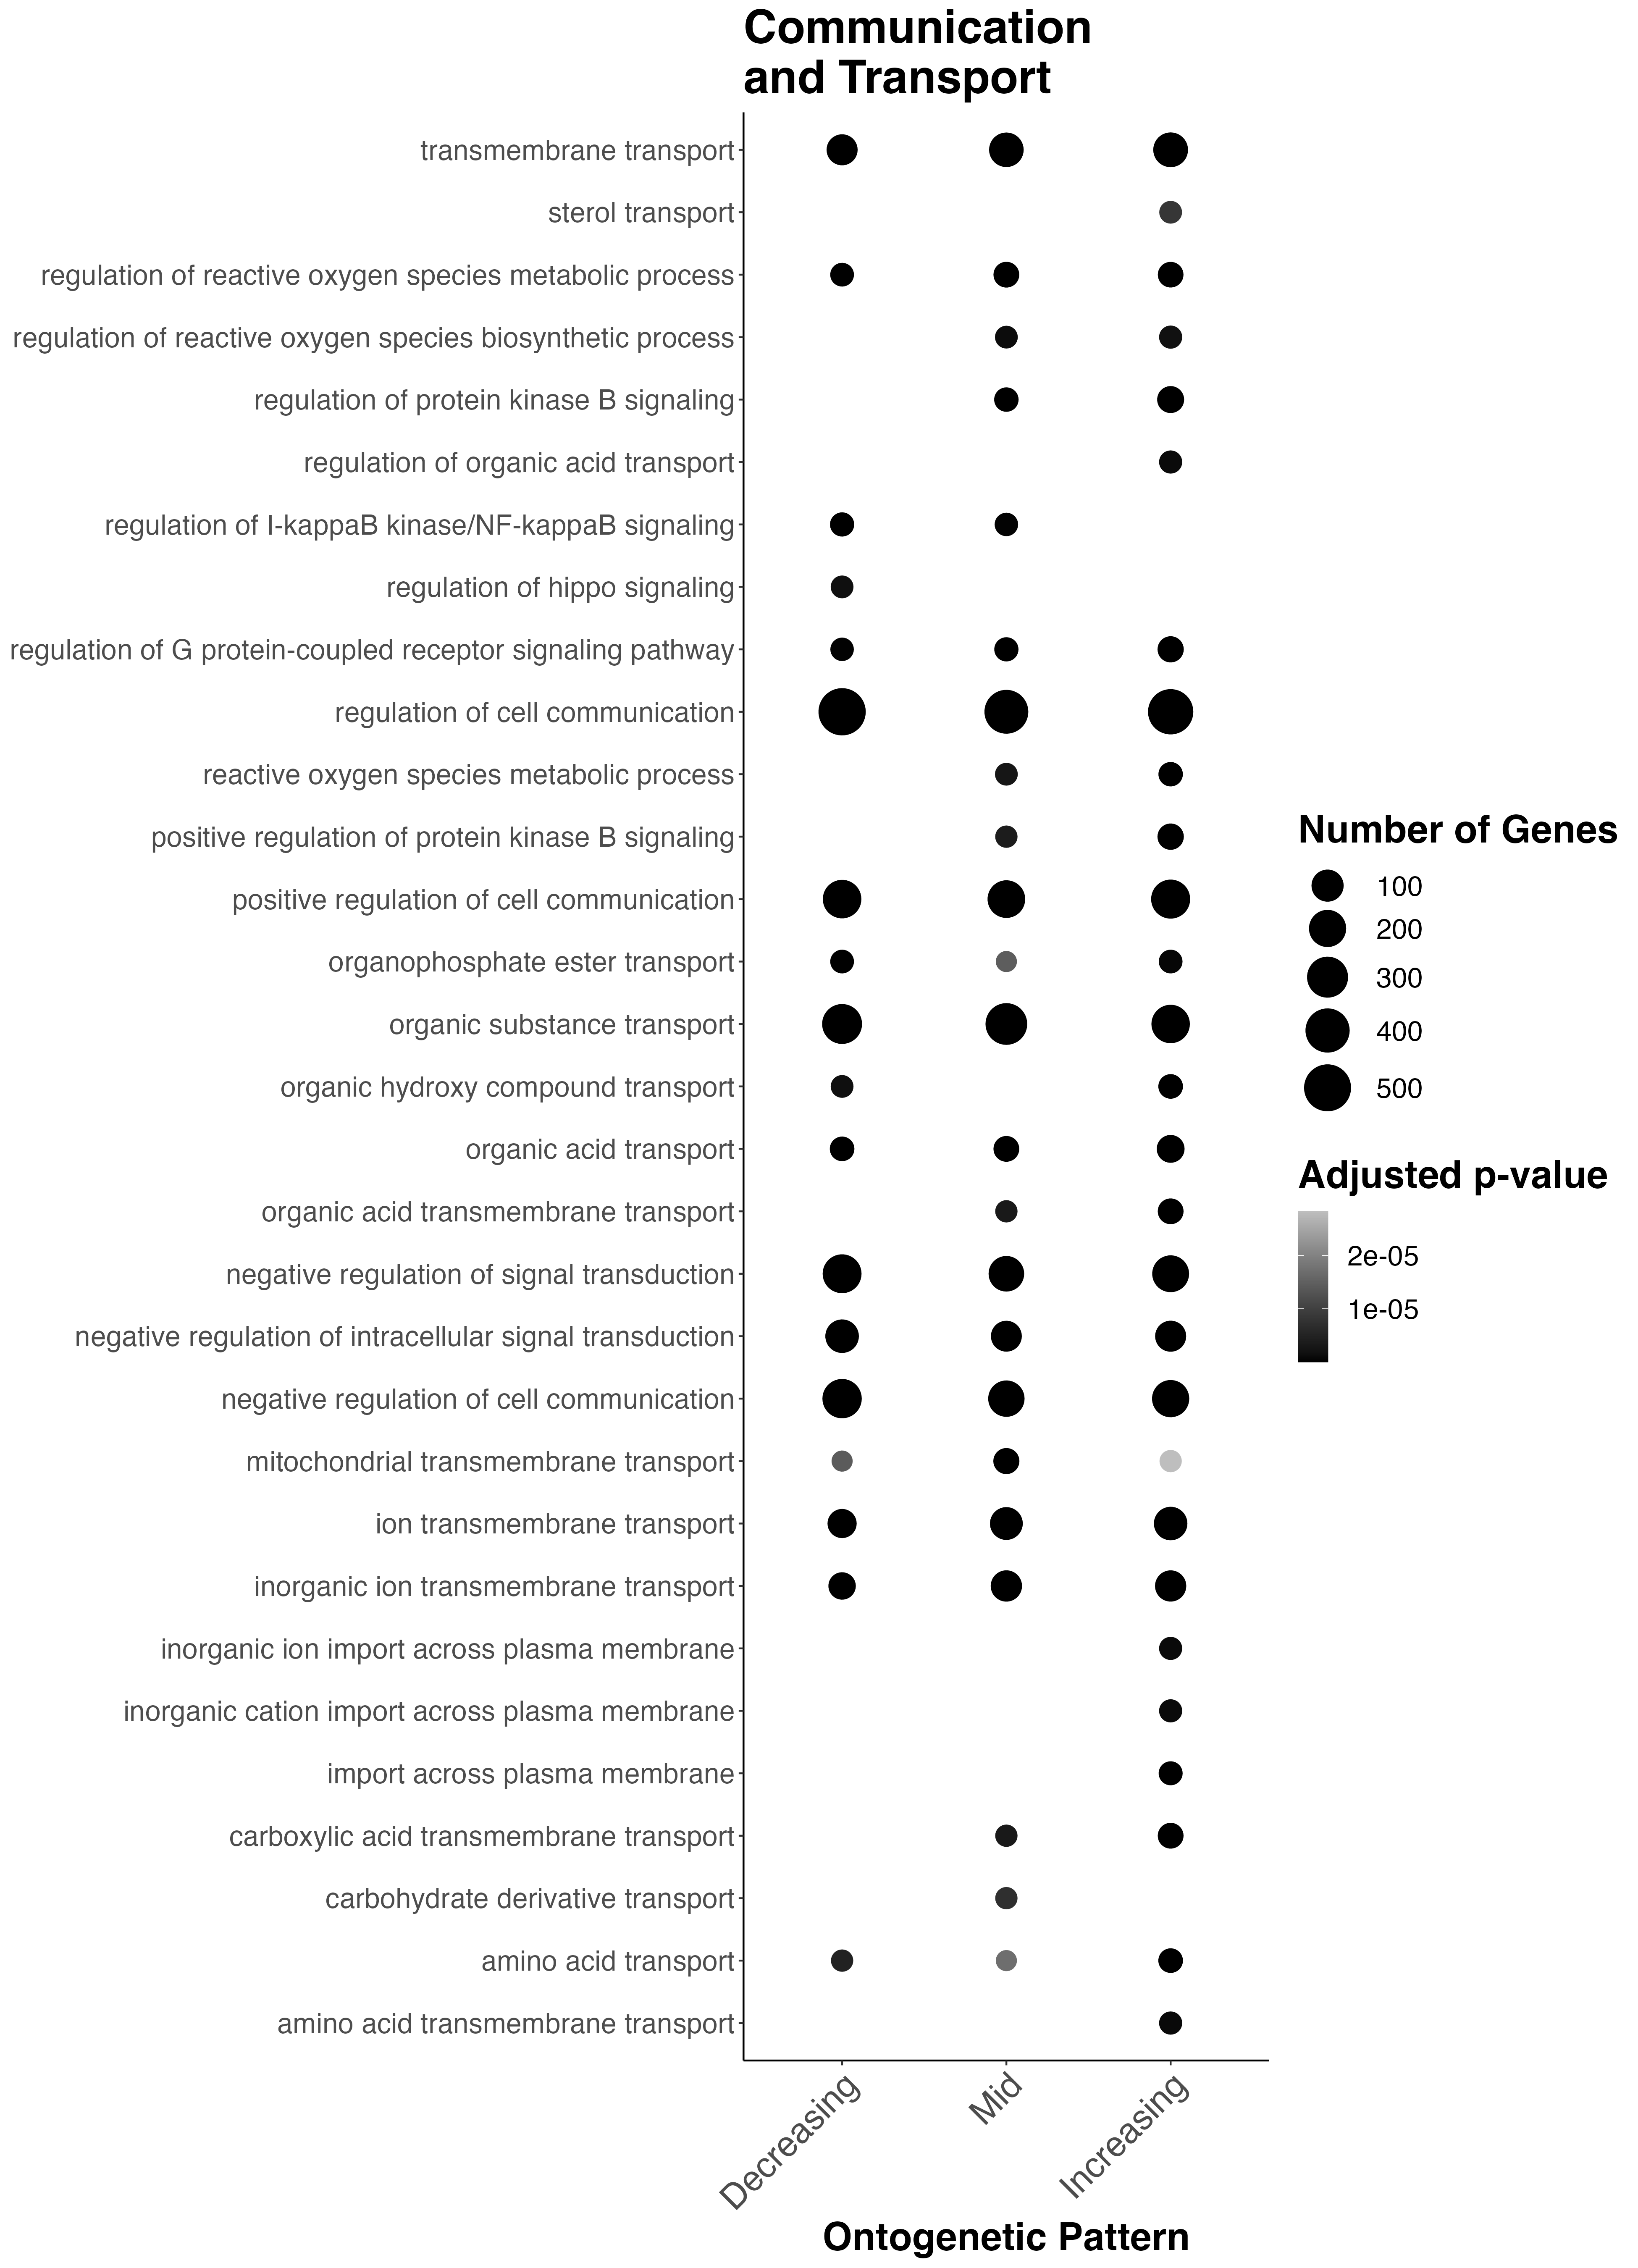 Communication
and Transport
transmembrane transport
sterol transport
regulation of reactive oxygen species metabolic process
regulation of reactive oxygen species biosynthetic process
regulation of protein kinase B signaling
regulation of organic acid transport
regulation of I-kappaB kinase/NF-kappaB signaling
regulation of hippo signaling
regulation of G protein-coupled receptor signaling pathway
regulation of cell communication
reactive oxygen species metabolic process
positive regulation of protein kinase B signaling
positive regulation of cell communication
organophosphate ester transport
organic substance transport
organic hydroxy compound transport
organic acid transport
organic acid transmembrane transport
negative regulation of signal transduction
negative regulation of intracellular signal transduction
negative regulation of cell communication
mitochondrial transmembrane transport
ion transmembrane transport
inorganic ion transmembrane transport
inorganic ion import across plasma membrane
inorganic cation import across plasma membrane
import across plasma membrane
carboxylic acid transmembrane transport
carbohydrate derivative transport
amino acid transport
amino acid transmembrane transport
Decreasing
Mid
Increasing
Ontogenetic Pattern
Number of Genes
100
200
300
400
500
Adjusted p-value
2e-05
1e-05